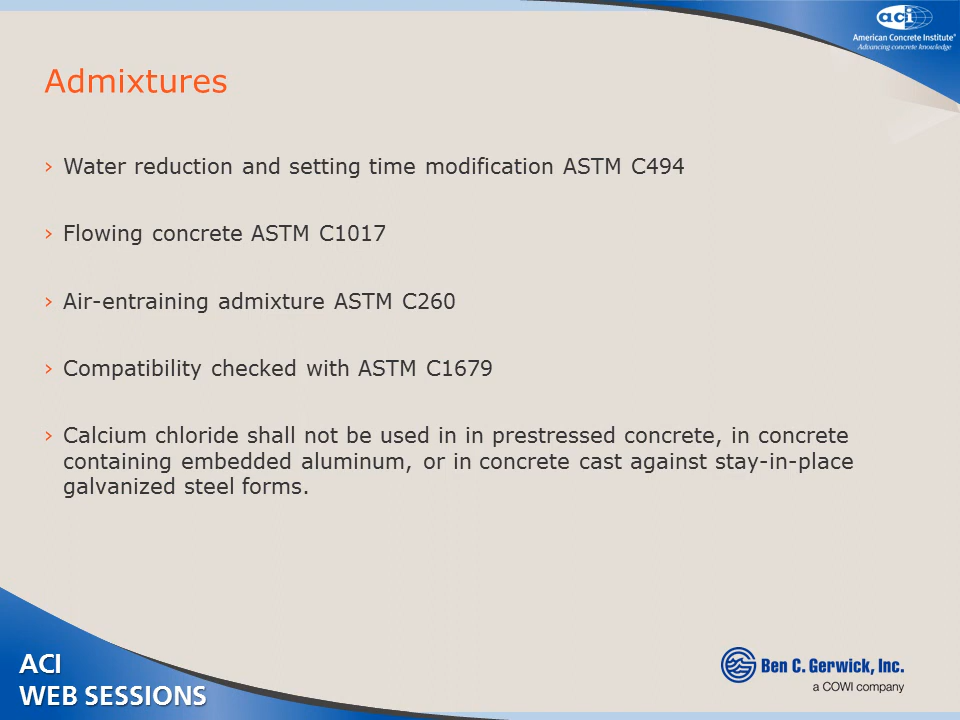 aci
American Concrete Institute®
Advancing concrete knowledge
Admixtures
› Water reduction and setting time modification ASTM C494
› Flowing concrete ASTM C1017
› Air-entraining admixture ASTM C260
› Compatibility checked with ASTM C1679
› Calcium chloride shall not be used in in prestressed concrete, in concrete
containing embedded aluminum, or in concrete cast against stay-in-place
galvanized steel forms.
ACI
WEB SESSIONS
Ben C. Gerwick, Inc.
a COWI company